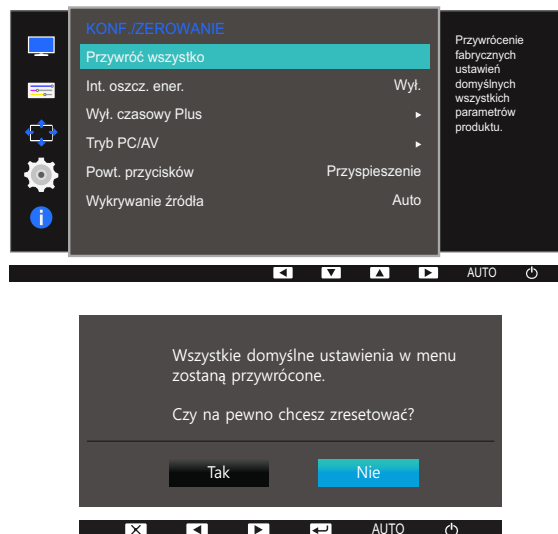 KONF./ZEROWANIE
Przywróć wszystko
Int. oszcz. ener. Wył.
Wył. czasowy Plus
Tryb PC/AV
Powt. przycisków Przyspieszenie
Wykrywanie źródła Auto
Przywrócenie
fabrycznych
ustawień
domyślnych
wszystkich
parametrów
produktu.
AUTO
Wszystkie domyślne ustawienia w menu
zostaną przywrócone.
Czy na pewno chcesz zresetować?
Tak Nie
AUTO